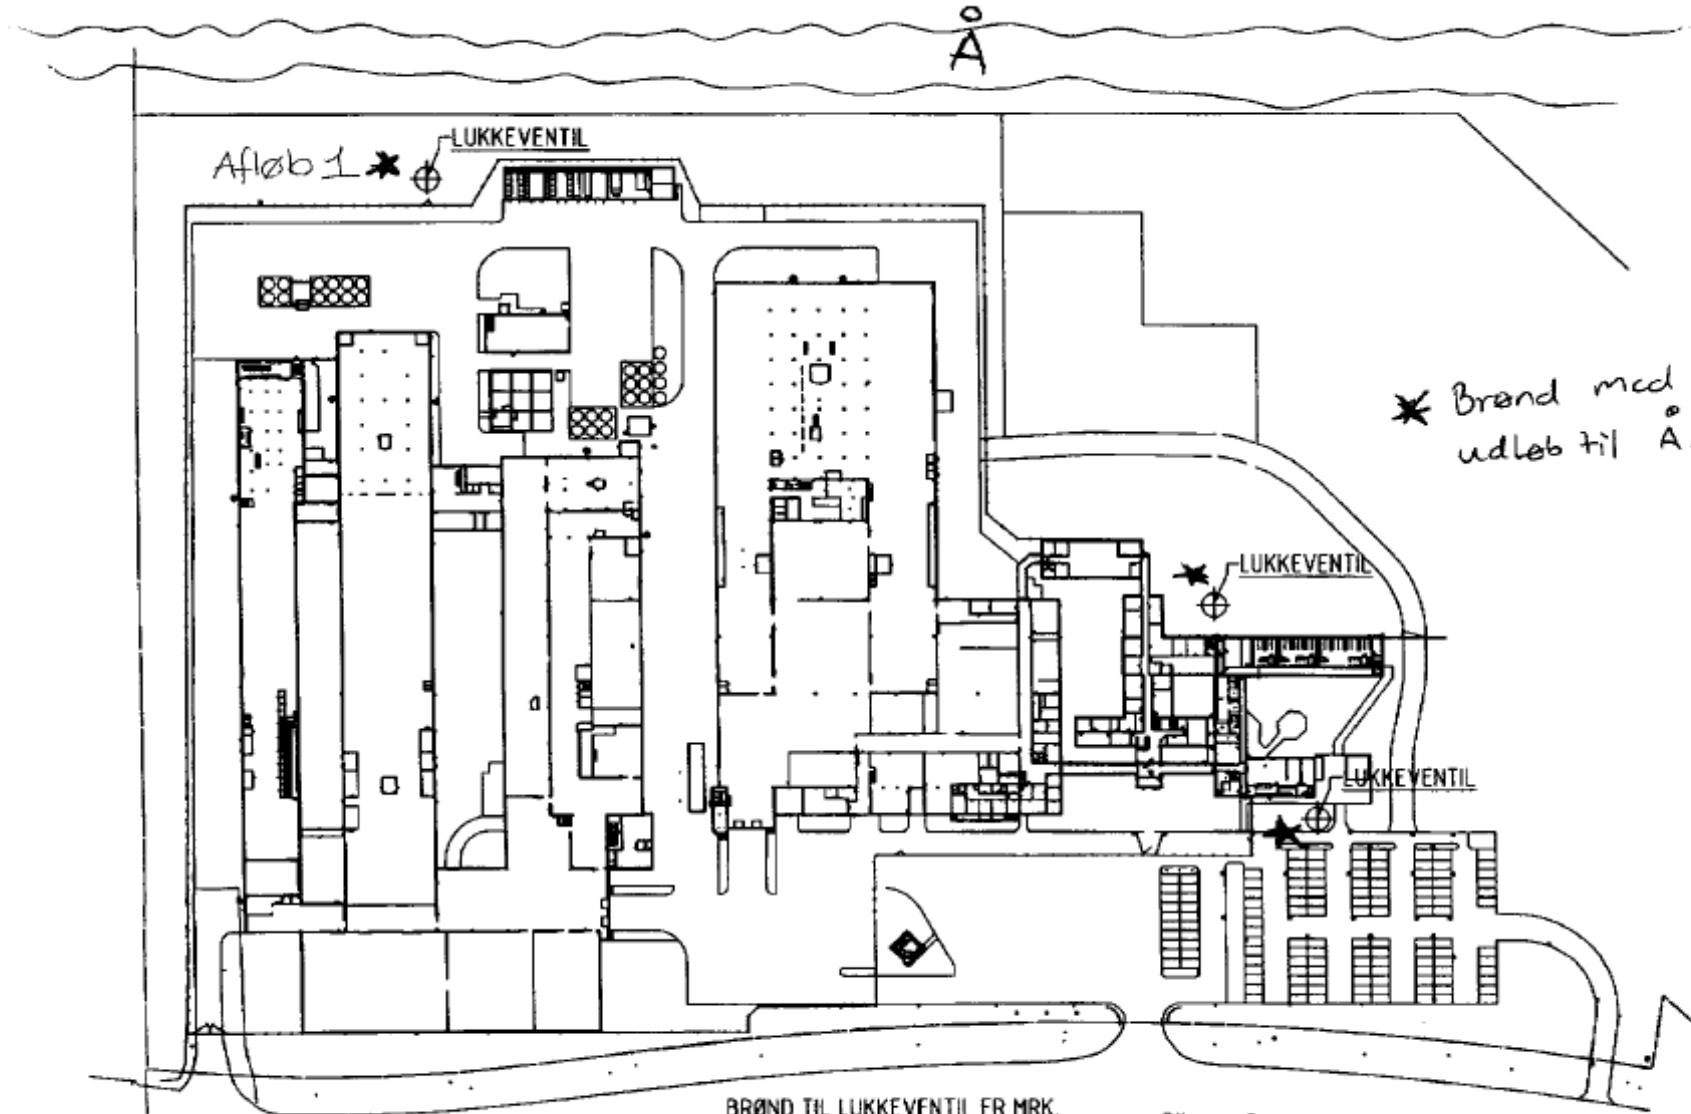 Å
LUKKEVENTIL
Afløb 1
Brønd med
udløb til Å.
LUKKEVENTIL
LUKKEVENTIL
BRØND TIL LUKKEVENTIL ER MRK.